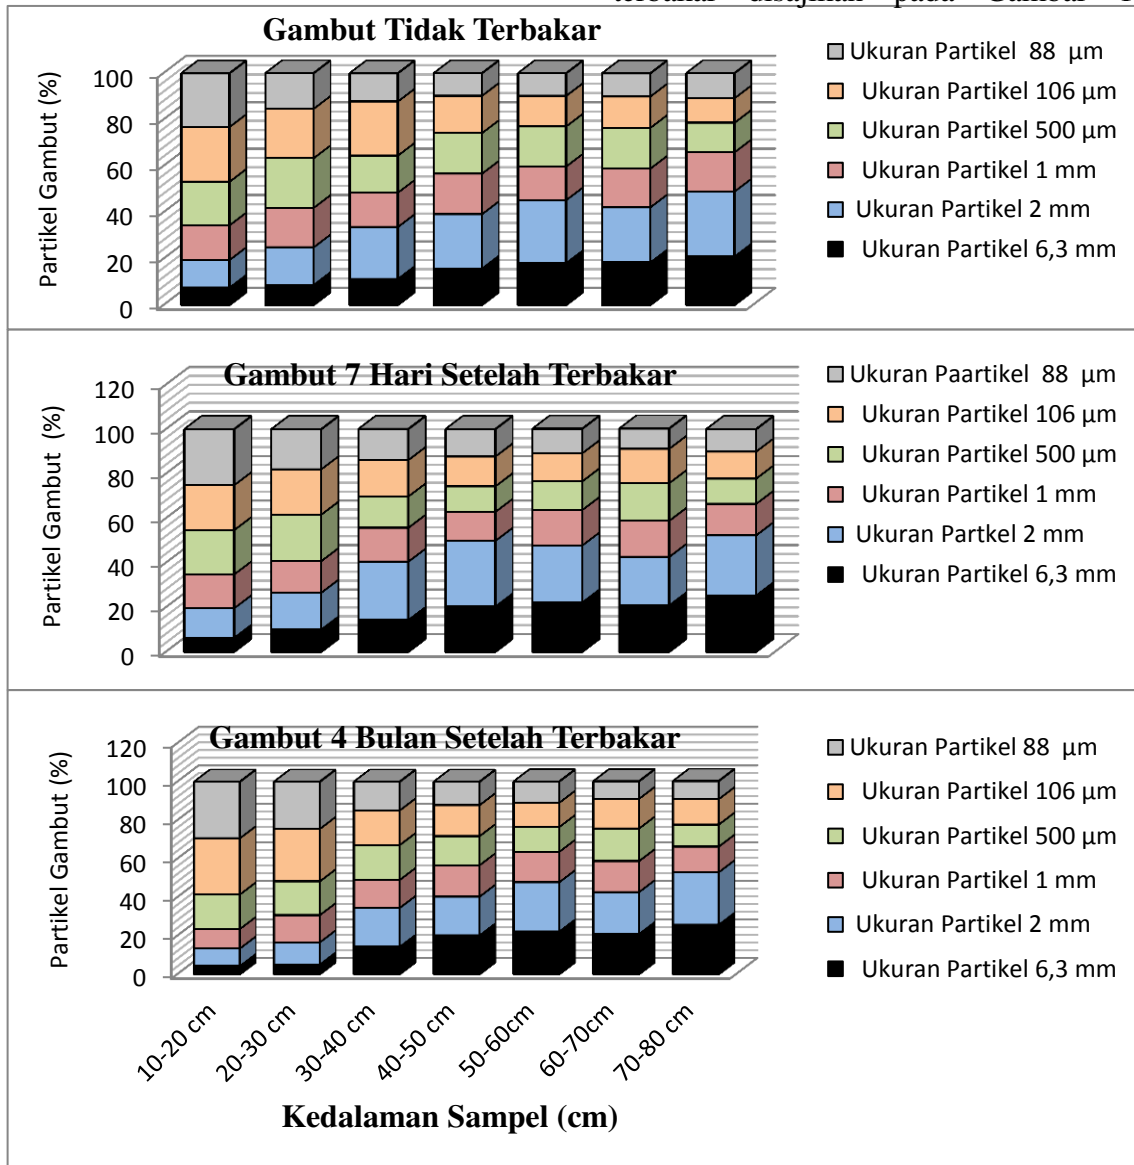 terbakar disajikan pada Gambar
Gambut Tidak Terbakar
Partikel Gambut (%)
100
80
60
40
20
0
Ukuran Partikel 88 µm
Ukuran Partikel 106 µm
Ukuran Partikel 500 µm
Ukuran Partikel 1 mm
Ukuran Partikel 2 mm
Ukuran Partikel 6,3 mm
Gambut 7 Hari Setelah Terbakar
Partikel Gambut (%)
120
100
80
60
40
20
0
Ukuran Paartikel 88 µm
Ukuran Partikel 106 µm
Ukuran Partikel 500 µm
Ukuran Partikel 1 mm
Ukuran Partkel 2 mm
Ukuran Partikel 6,3 mm
Gambut 4 Bulan Setelah Terbakar
Partikel Gambut (%)
120
100
80
60
40
20
0
Ukuran Partikel 88 µm
Ukuran Partikel 106 µm
Ukuran Partikel 500 µm
Ukuran Partikel 1 mm
Ukuran Partikel 2 mm
Ukuran Partikel 6,3 mm
10-20 cm
20-30 cm
30-40 cm
40-50 cm
50-60cm
60-70cm
70-80 cm
Kedalaman Sampel (cm)